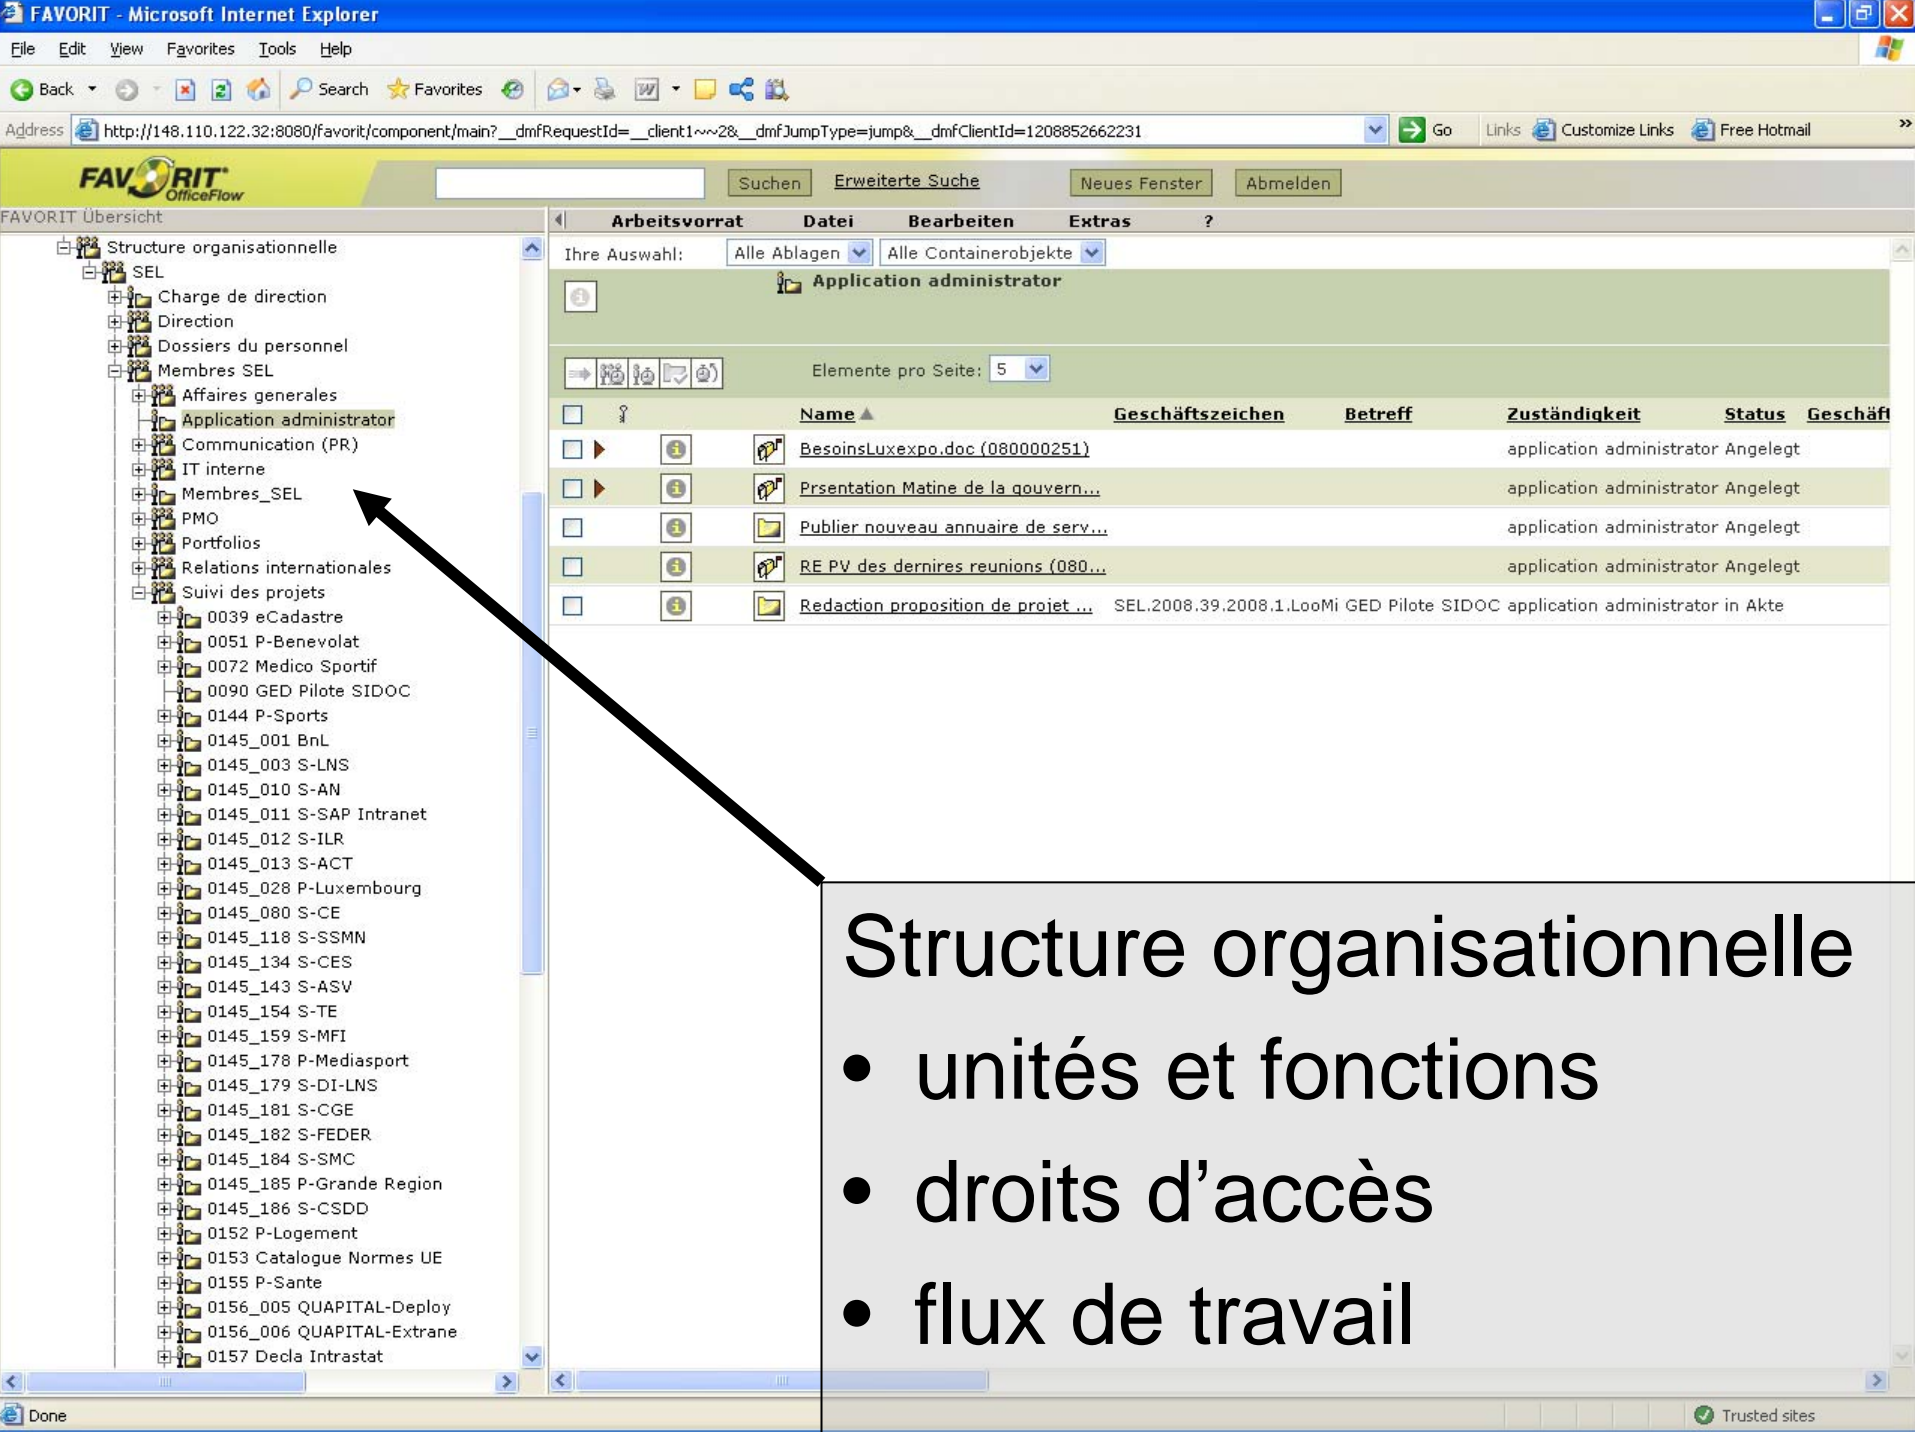 FAVORIT - Microsoft Internet Explorer
File Edit View Favorites Tools Help
Back Search Favorites
Address http://148.110.122.32:8080/favorit/component/main?__dmfRequestId=__client1~~2&__dmfJumpType=jump&__dmfClientId=1208852662231 Go Links Customize Links Free Hotmail »
FAVORIT OfficeFlow Suchen Erweiterte Suche Neues Fenster Abmelden
FAVORIT Übersicht
Arbeitsvorrat Datei Bearbeiten Extras ?
Structure organisationnelle
SEL
Charge de direction
Direction
Dossiers du personnel
Membres SEL
Affaires generales
Application administrator
Communication (PR)
IT interne
Membres_SEL
PMO
Portfolios
Relations internationales
Suivi des projets
0039 eCadastre
0051 P-Benevolat
0072 Medico Sportif
0090 GED Pilote SIDOC
0144 P-Sports
0145_001 BnL
0145_003 S-LNS
0145_010 S-AN
0145_011 S-SAP Intranet
0145_012 S-ILR
0145_013 S-ACT
0145_028 P-Luxembourg
0145_080 S-CE
0145_118 S-SSMN
0145_134 S-CES
0145_143 S-ASV
0145_154 S-TE
0145_159 S-MFI
0145_178 P-Mediasport
0145_179 S-DI-LNS
0145_181 S-CGE
0145_182 S-FEDER
0145_184 S-SMC
0145_185 P-Grande Region
0145_186 S-CSDD
0152 P-Logement
0153 Catalogue Normes UE
0155 P-Sante
0156_005 QUAPITAL-Deploy
0156_006 QUAPITAL-Extrane
0157 Decla Intrastat
Ihre Auswahl: Alle Ablagen Alle Containerobjekte
Application administrator
Elemente pro Seite: 5
Name Geschäftszeichen Betreff Zuständigkeit Status Geschäft
BesoinsLuxexpo.doc (080000251) application administrator Angelegt
Prsentation Matine de la gouvern... application administrator Angelegt
Publier nouveau annuaire de serv... application administrator Angelegt
RE PV des dernires reunions (080... application administrator Angelegt
Redaction proposition de projet ... SEL.2008.39.2008.1.LooMi GED Pilote SIDOC application administrator in Akte
Structure organisationnelle
• unités et fonctions
• droits d’accès
• flux de travail
Done Trusted sites